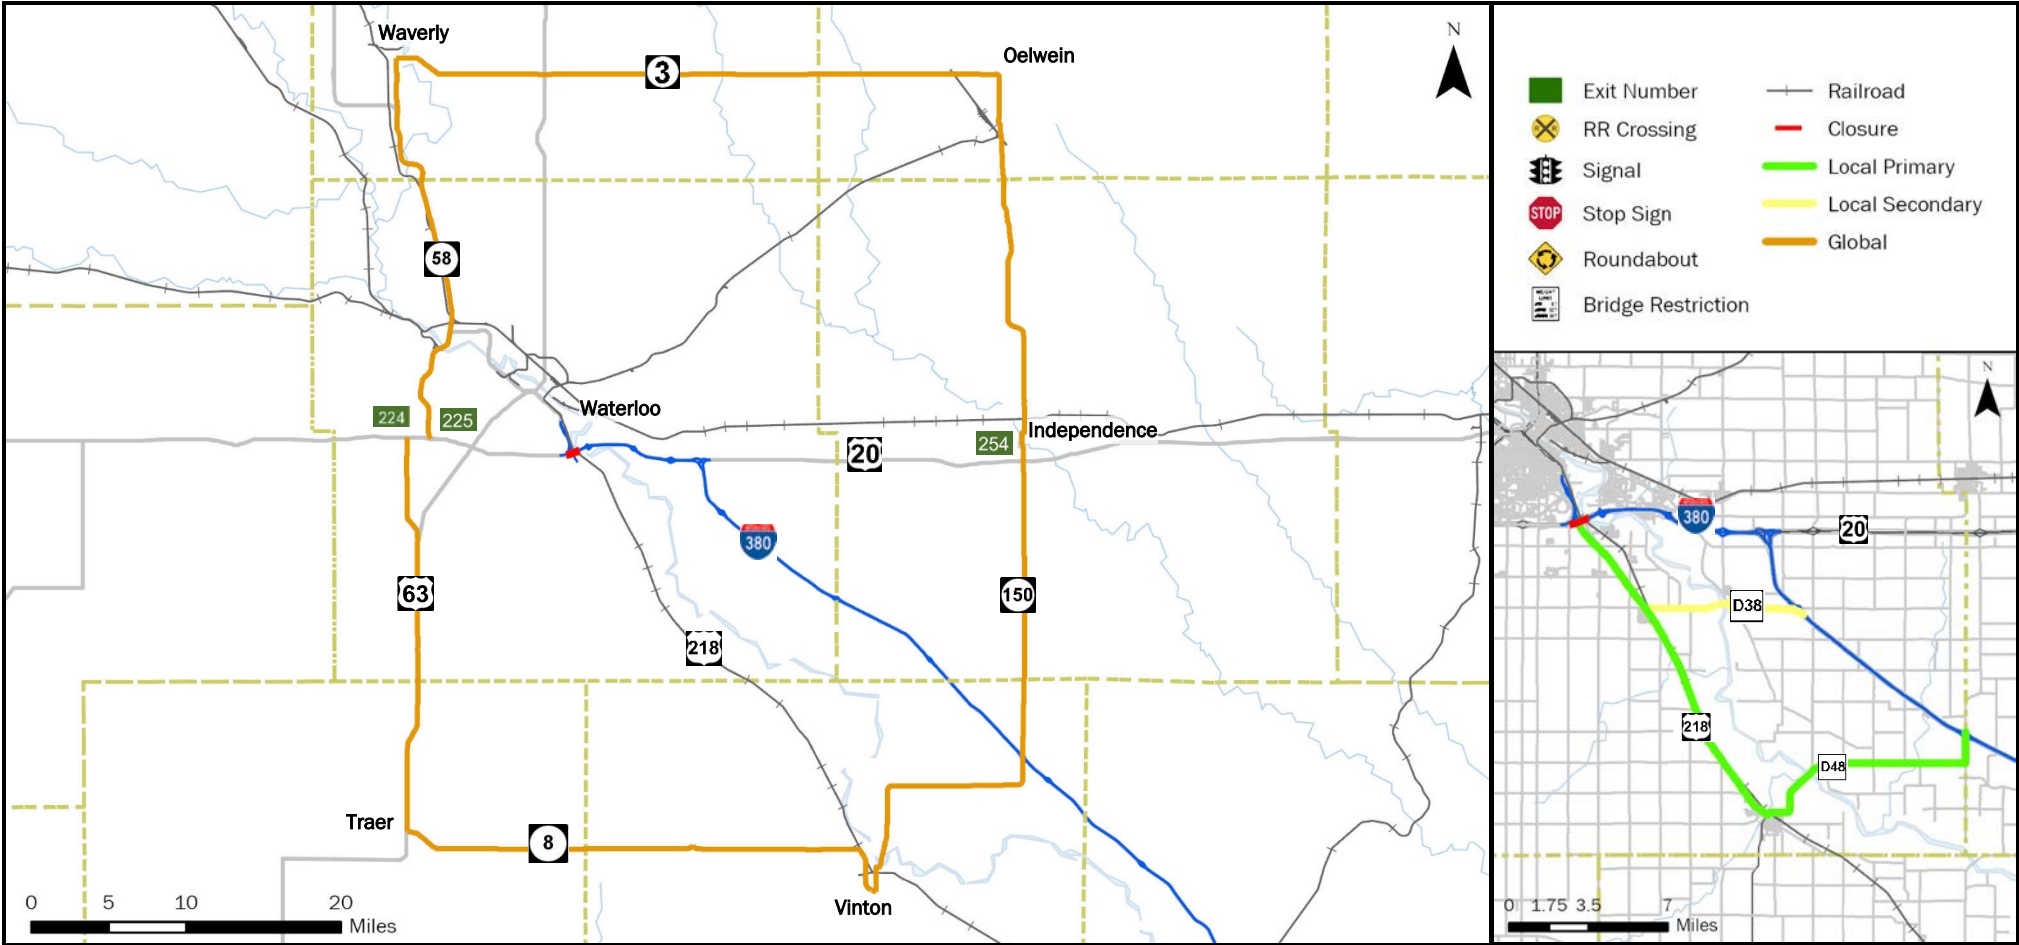 Waverly
Oelwein
N
3
58
Waterloo
224
225
254
Independence
20
380
63
150
218
Traer
8
Vinton
0 5 10 20
Miles
Exit Number
RR Crossing
Signal
STOP
Stop Sign
Roundabout
Bridge Restriction
Railroad
Closure
Local Primary
Local Secondary
Global
N
380
20
D38
218
D48
0 1.75 3.5 7
Miles